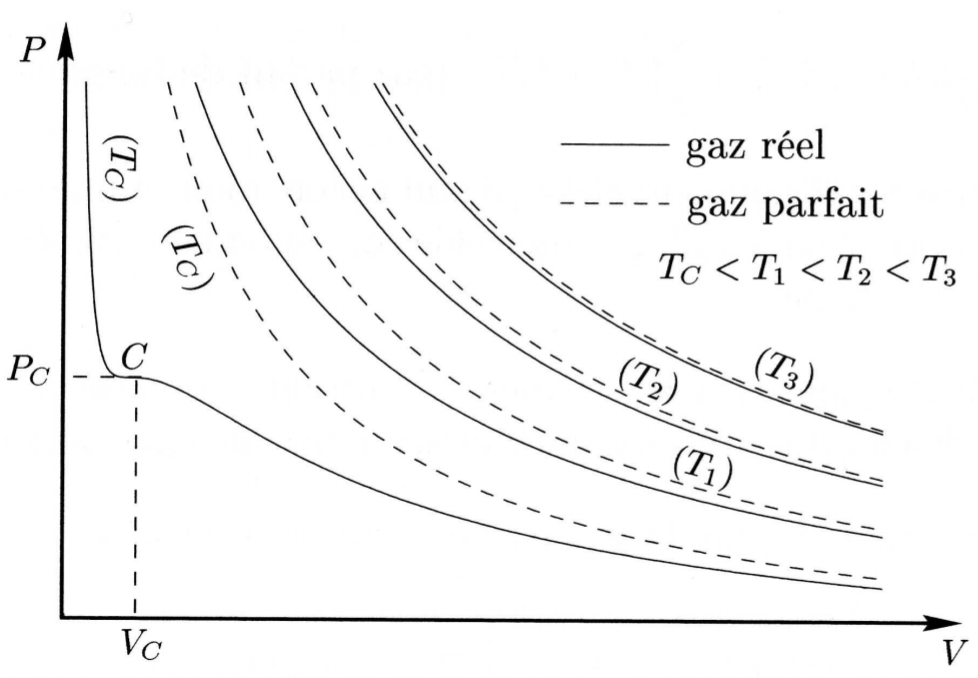 P
(T_C)
gaz réel
gaz parfait
(T_C)
T_C < T_1 < T_2 < T_3
P_C
C
(T_2)
(T_3)
(T_1)
V_C
V